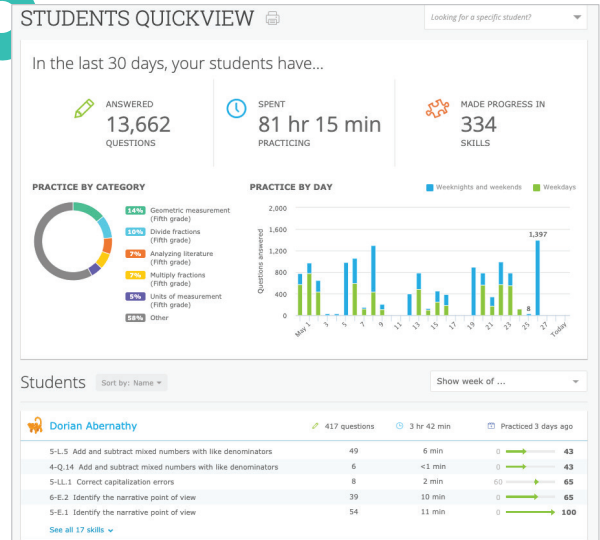 STUDENTS QUICKVIEW
Looking for a specific student?
In the last 30 days, your students have...
ANSWERED
13,662
QUESTIONS
SPENT
81 hr 15 min
PRACTICING
MADE PROGRESS IN
334
SKILLS
PRACTICE BY CATEGORY
14% Geometric measurement
(Fifth grade)
10% Divide fractions
(Fifth grade)
7% Analyzing literature
(Fifth grade)
7% Multiply fractions
(Fifth grade)
5% Units of measurement
(Fifth grade)
58% Other
PRACTICE BY DAY
Weeknights and weekends
Weekdays
Questions answered
2,000
1,600
1,200
800
400
0
1,397
8
May 1 3 5 7 9 11 13 15 17 19 21 23 25 27 Today
Students
Sort by: Name
Show week of ...
Dorian Abernathy 417 questions 3 hr 42 min Practiced 3 days ago
5-L.5 Add and subtract mixed numbers with like denominators 49 6 min 0 43
4-Q.14 Add and subtract mixed numbers with like denominators 6 <1 min 0 43
5-LL.1 Correct capitalization errors 8 2 min 60 65
6-E.2 Identify the narrative point of view 39 10 min 0 65
5-E.1 Identify the narrative point of view 54 11 min 0 100
See all 17 skills